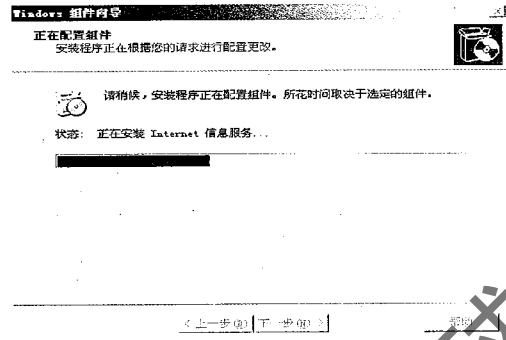 Windows 组件向导
正在配置组件
安装程序正在根据您的请求进行配置更改。
请稍候，安装程序正在配置组件。所花时间取决于选定的组件。
状态: 正在安装 Internet 信息服务...
< 上一步(B) 下一步(N) > 帮助